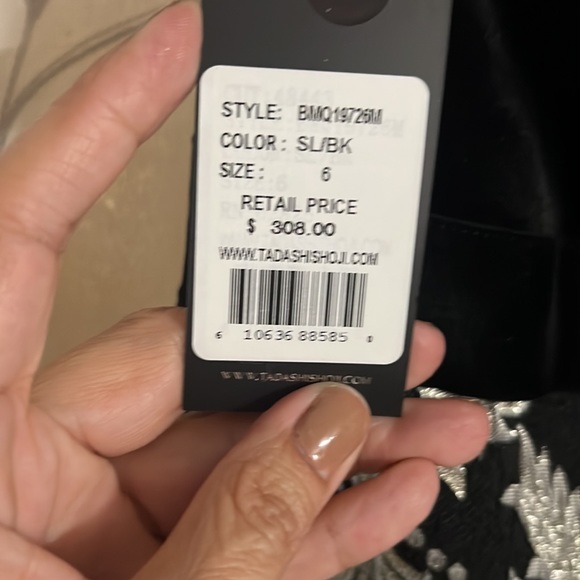 STYLE: BMQ19726M
COLOR: SL/BK
SIZE: 6
RETAIL PRICE
$ 308.00
WWW.TADASHISHOJI.COM
6 10636 88585 0
WWW.TADASHISHOJI.COM